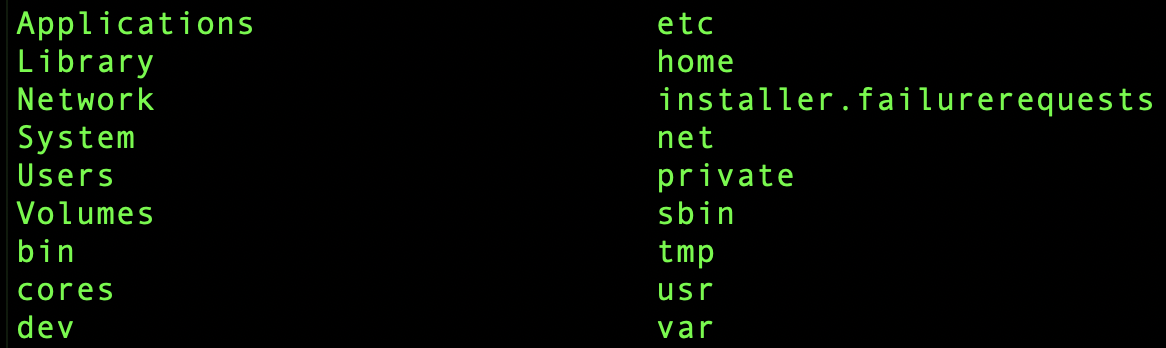 Applications etc
Library home
Network installer.failurerequests
System net
Users private
Volumes sbin
bin tmp
cores usr
dev var